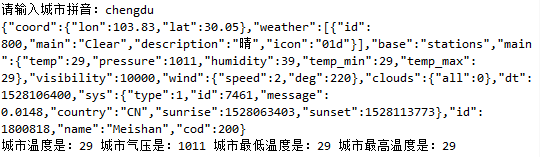 请输入城市拼音：chengdu
{"coord":{"lon":103.83,"lat":30.05},"weather":[{"id":
800,"main":"Clear","description":"晴","icon":"01d"}],"base":"stations","main
":{"temp":29,"pressure":1011,"humidity":39,"temp_min":29,"temp_max":
29},"visibility":10000,"wind":{"speed":2,"deg":220},"clouds":{"all":0},"dt":
1528106400,"sys":{"type":1,"id":7461,"message":
0.0148,"country":"CN","sunrise":1528063403,"sunset":1528113773},"id":
1800818,"name":"Meishan","cod":200}
城市温度是：29 城市气压是：1011 城市最低温度是：29 城市最高温度是：29